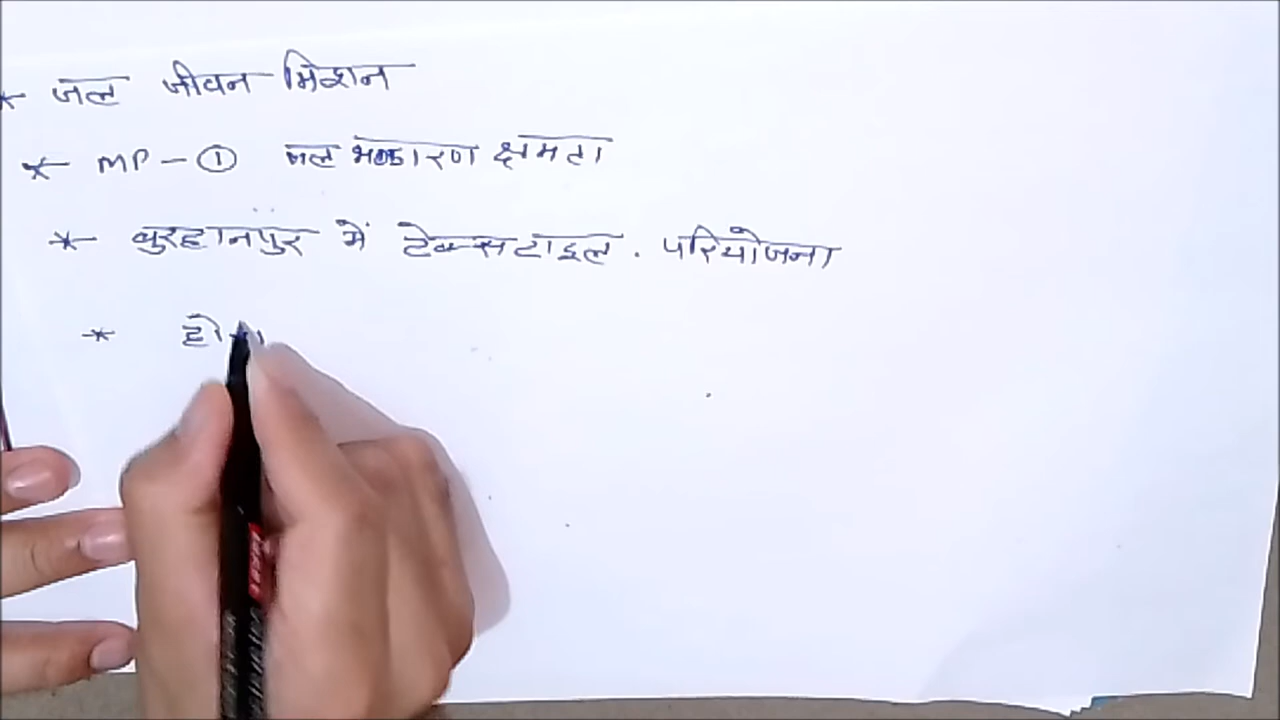 * जल जीवन मिशन
* MP - ① जल भण्डारण क्षमता
* बुरहानपुर में टेक्सटाइल . परियोजना
*